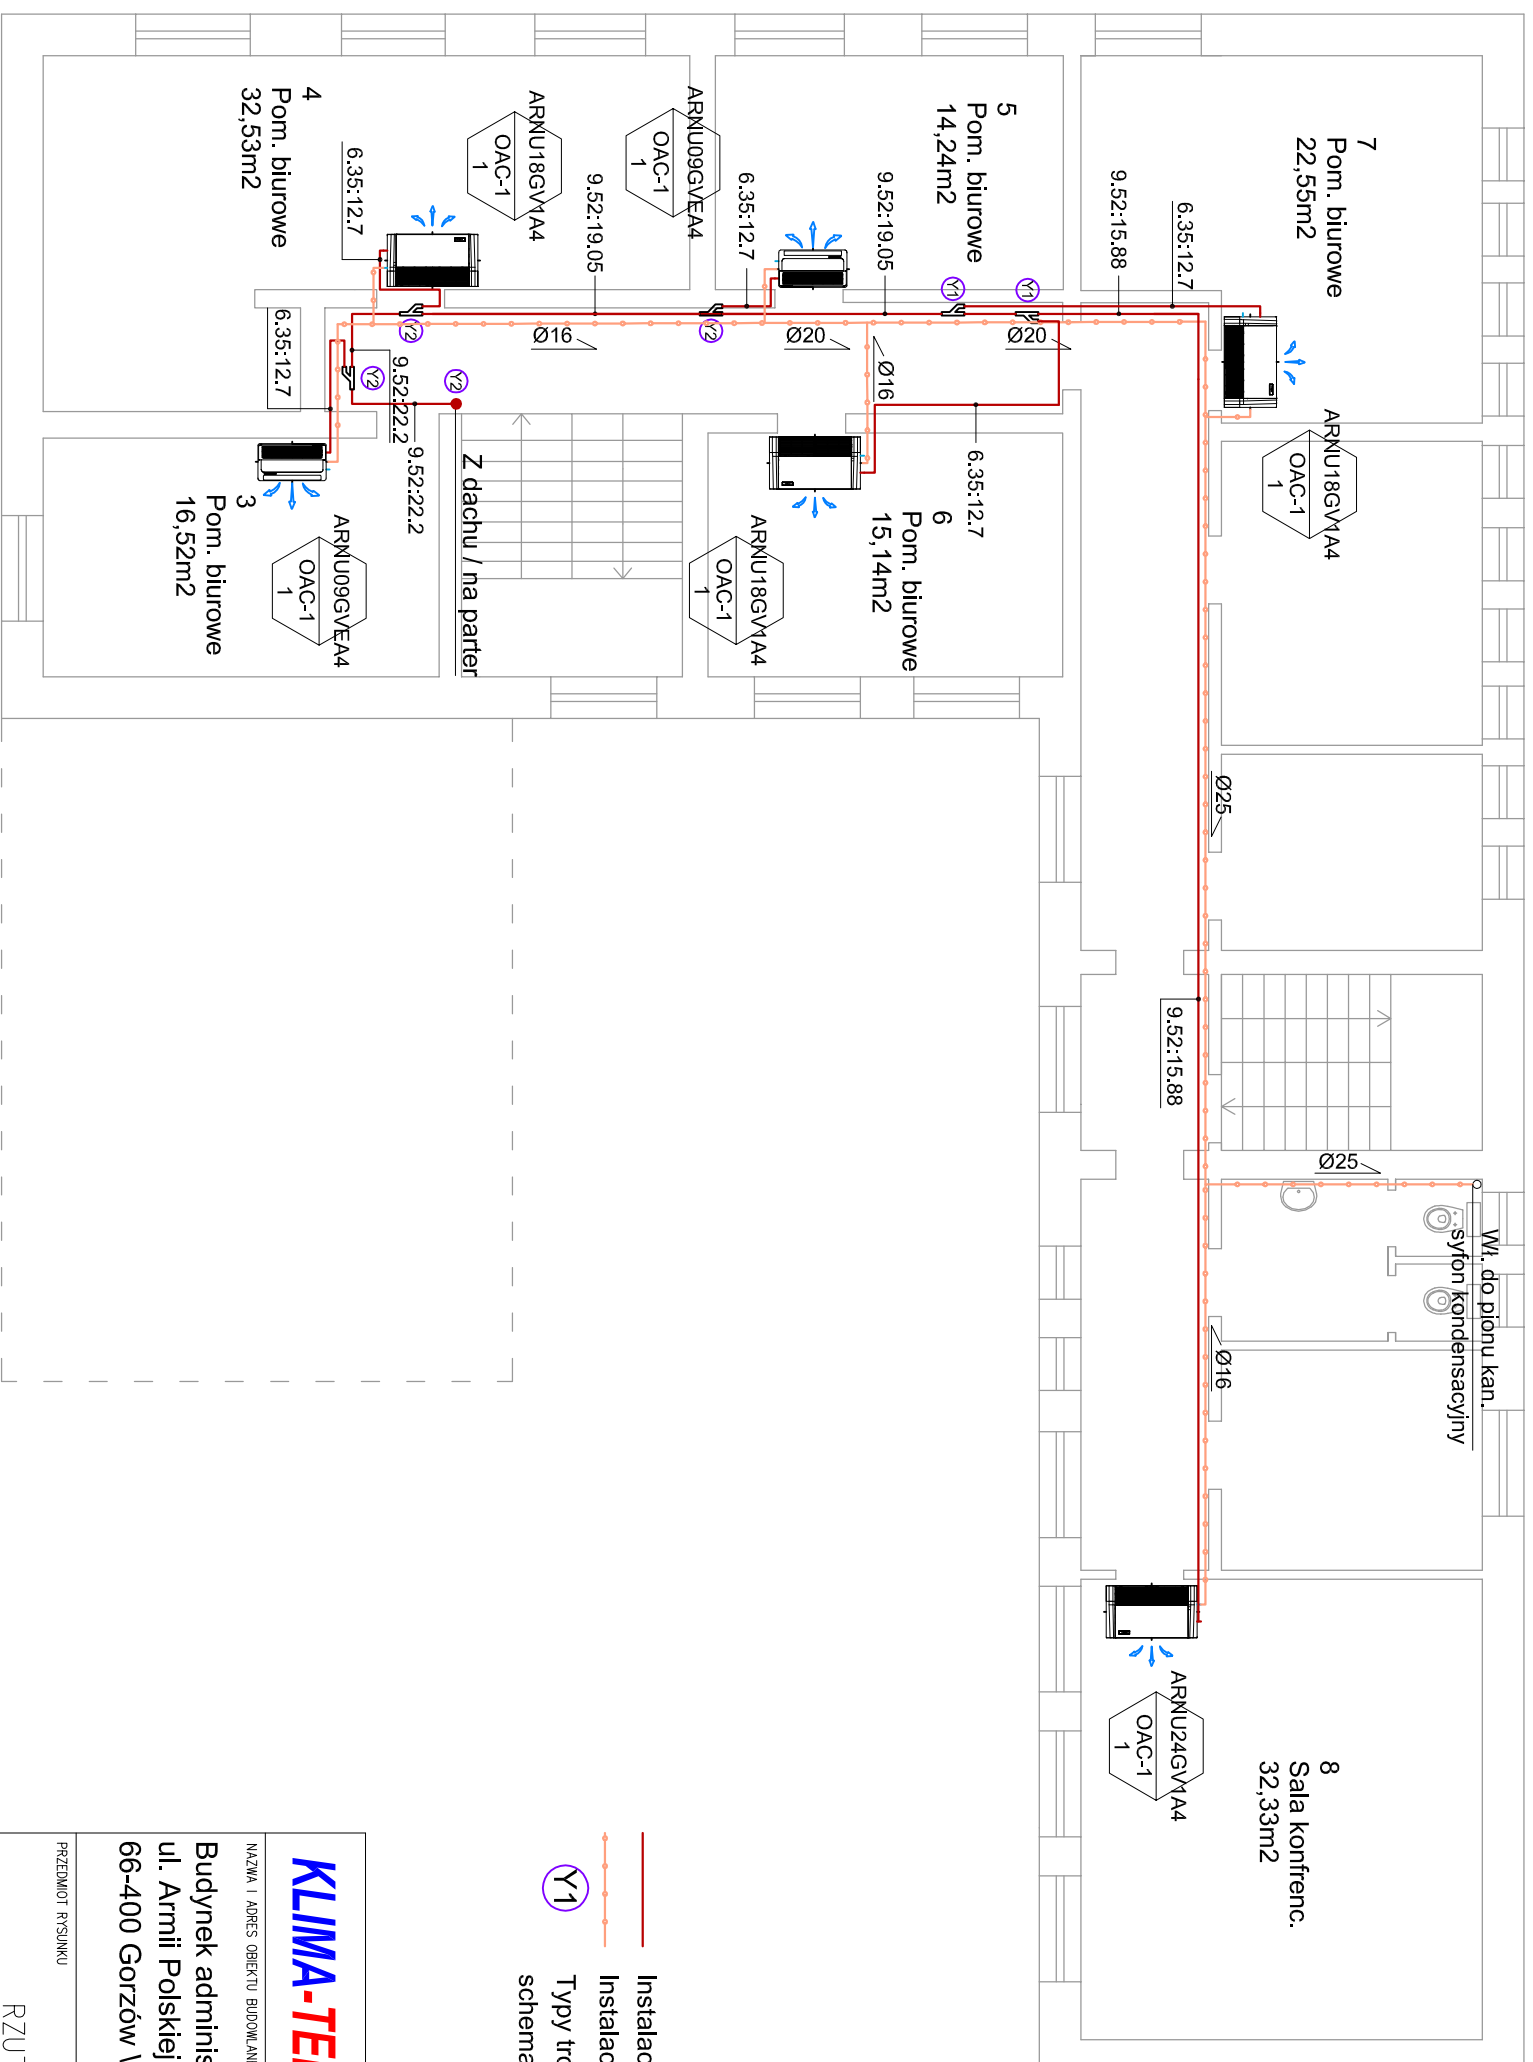 7
Pom. biurowe
22,55m2
5
Pom. biurowe
14,24m2
4
Pom. biurowe
32,53m2
ARNU18GV1A4
OAC-1
1
ARNU09GVEA4
OAC-1
1
6.35:12.7
9.52:15.88
9.52:19.05
6.35:12.7
9.52:19.05
6.35:12.7
Y1
Y1
Y2
Y2
Ø20
Ø20
Ø16
Ø16
Y2
Y2
9.52:22.2
6.35:12.7
9.52:22.2
6.35:12.7
ARNU18GV1A4
OAC-1
1
Z dachu / na parter
6
Pom. biurowe
15,14m2
ARNU18GV1A4
OAC-1
1
3
Pom. biurowe
16,52m2
ARNU09GVEA4
OAC-1
1
Ø25
9.52:15.88
Ø25
Wł. do pionu kan.
syfon kondensacyjny
Ø16
8
Sala konfrenc.
32,33m2
ARNU24GV1A4
OAC-1
1
Y1
KLIMA-TE
NAZWA I ADRES OBIEKTU
ul. Armii Polskiej
66-400 Gorzów
Budynek
PRZEDMIOT RYSUNKU
Typy